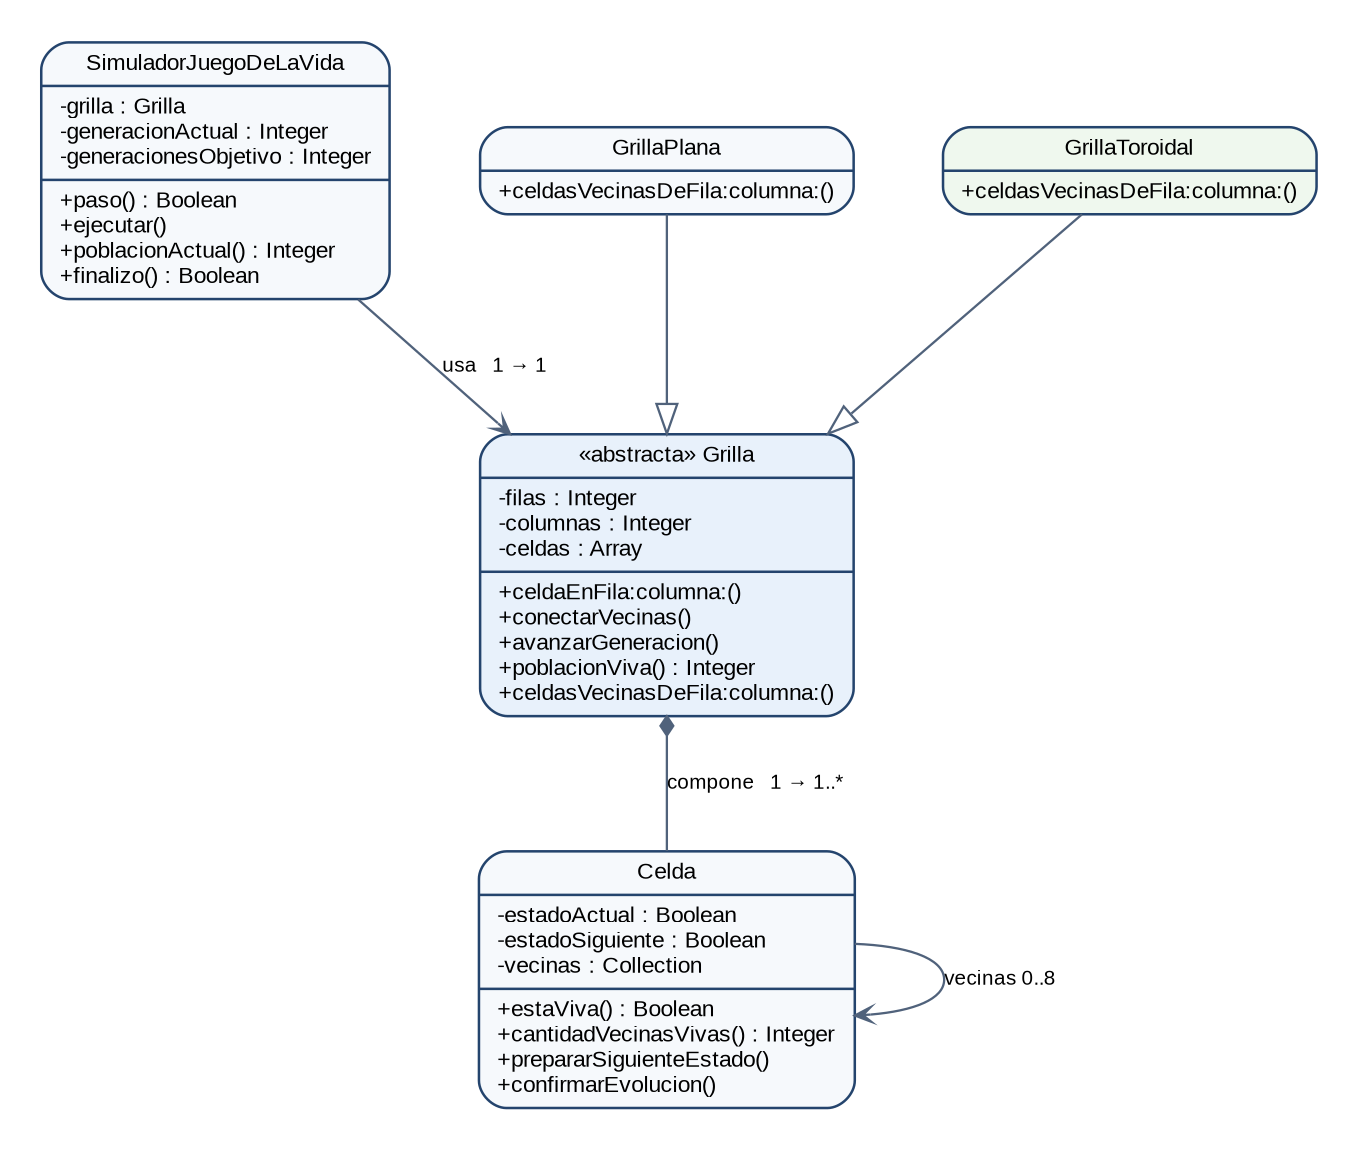 SimuladorJuegoDeLaVida
-grilla : Grilla
-generacionActual : Integer
-generacionesObjetivo : Integer
+paso() : Boolean
+ejecutar()
+poblacionActual() : Integer
+finalizo() : Boolean
GrillaPlana
+celdasVecinasDeFila:columna:()
GrillaToroidal
+celdasVecinasDeFila:columna:()
usa   1 → 1
«abstracta» Grilla
-filas : Integer
-columnas : Integer
-celdas : Array
+celdaEnFila:columna:()
+conectarVecinas()
+avanzarGeneracion()
+poblacionViva() : Integer
+celdasVecinasDeFila:columna:()
compone   1 → 1..*
Celda
-estadoActual : Boolean
-estadoSiguiente : Boolean
-vecinas : Collection
+estaViva() : Boolean
+cantidadVecinasVivas() : Integer
+prepararSiguienteEstado()
+confirmarEvolucion()
vecinas 0..8